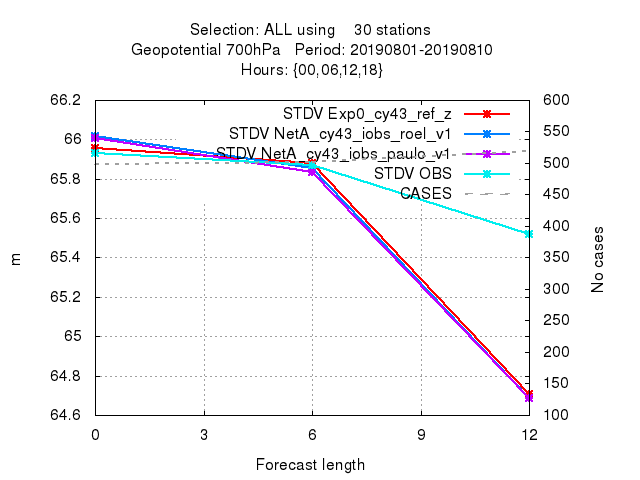 Selection: ALL using 30 stations
Geopotential 700hPa Period: 20190801-20190810
Hours: {00,06,12,18}
STDV Exp0_cy43_ref_z
STDV NetA_cy43_iobs_roel_v1
STDV NetA_cy43_iobs_paulo_v1
STDV OBS
CASES
66.2
66
65.8
65.6
65.4
65.2
65
64.8
64.6
m
600
550
500
450
400
350
300
250
200
150
100
No cases
0 3 6 9 12
Forecast length